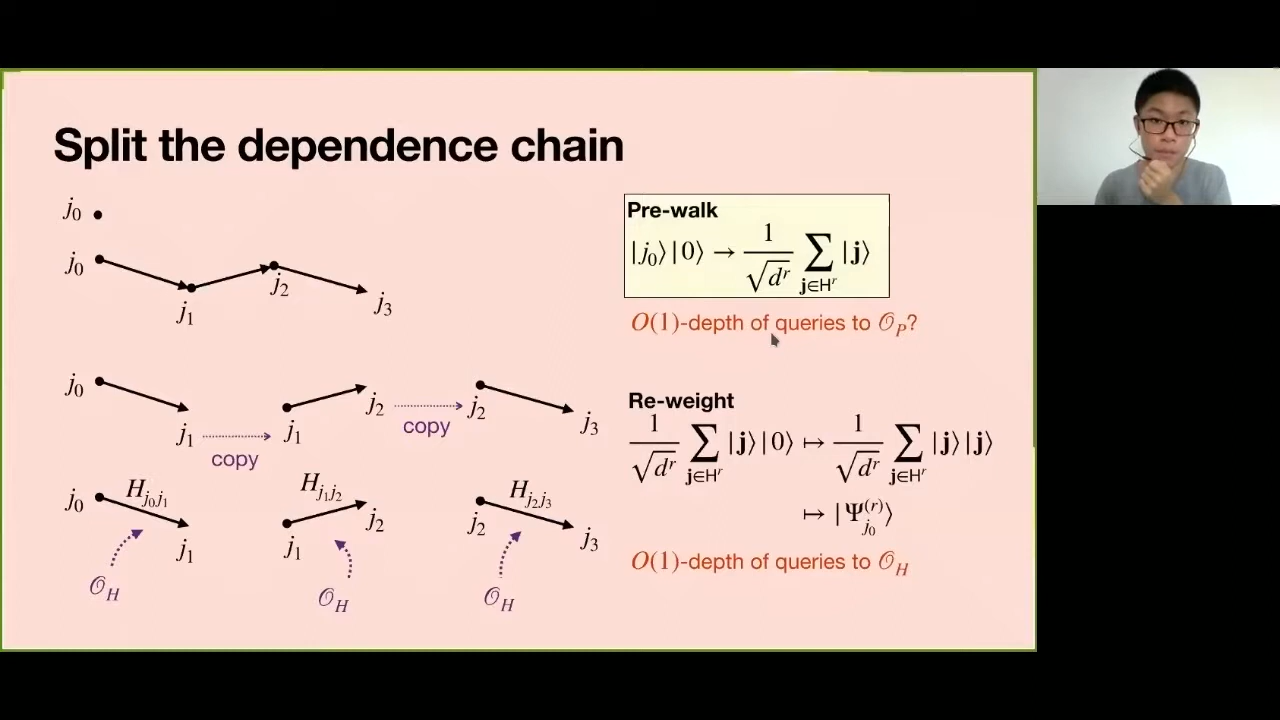 Split the dependence chain
j₀
j₀ j₁ j₂ j₃
j₀ j₁ copy j₁ j₂ copy j₂ j₃
j₀ H_{j₀j₁} j₁ H_{j₁j₂} j₁ j₂ H_{j₂j₃} j₂ j₃
𝒪_H 𝒪_H 𝒪_H
Pre-walk
|j₀⟩|0⟩ → 1/√dʳ ∑_{𝐣∈Hʳ} |𝐣⟩
O(1)-depth of queries to 𝒪_P?
Re-weight
1/√dʳ ∑_{𝐣∈Hʳ} |𝐣⟩|0⟩ ↦ 1/√dʳ ∑_{𝐣∈Hʳ} |𝐣⟩|𝐣⟩
↦ |Ψ_{j₀}^{(r)}⟩
O(1)-depth of queries to 𝒪_H